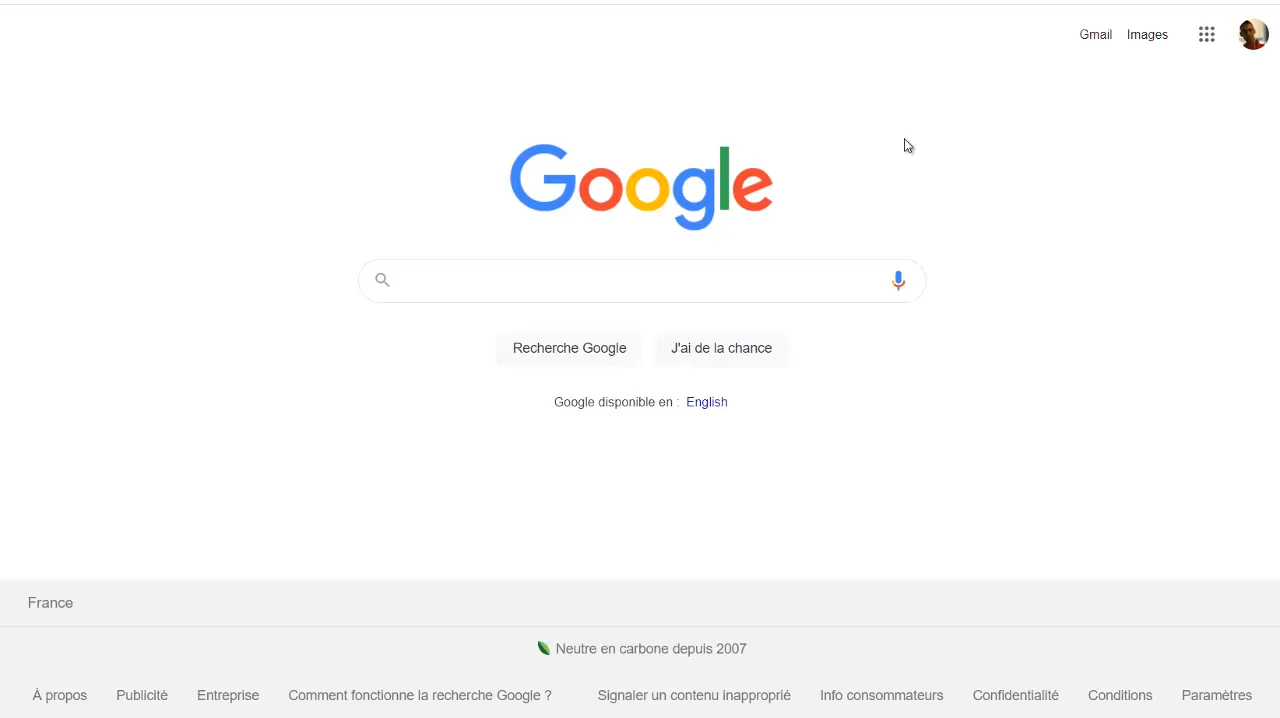 Gmail Images
Google
Recherche Google J'ai de la chance
Google disponible en : English
France
Neutre en carbone depuis 2007
À propos Publicité Entreprise Comment fonctionne la recherche Google ? Signaler un contenu inapproprié Info consommateurs Confidentialité Conditions Paramètres